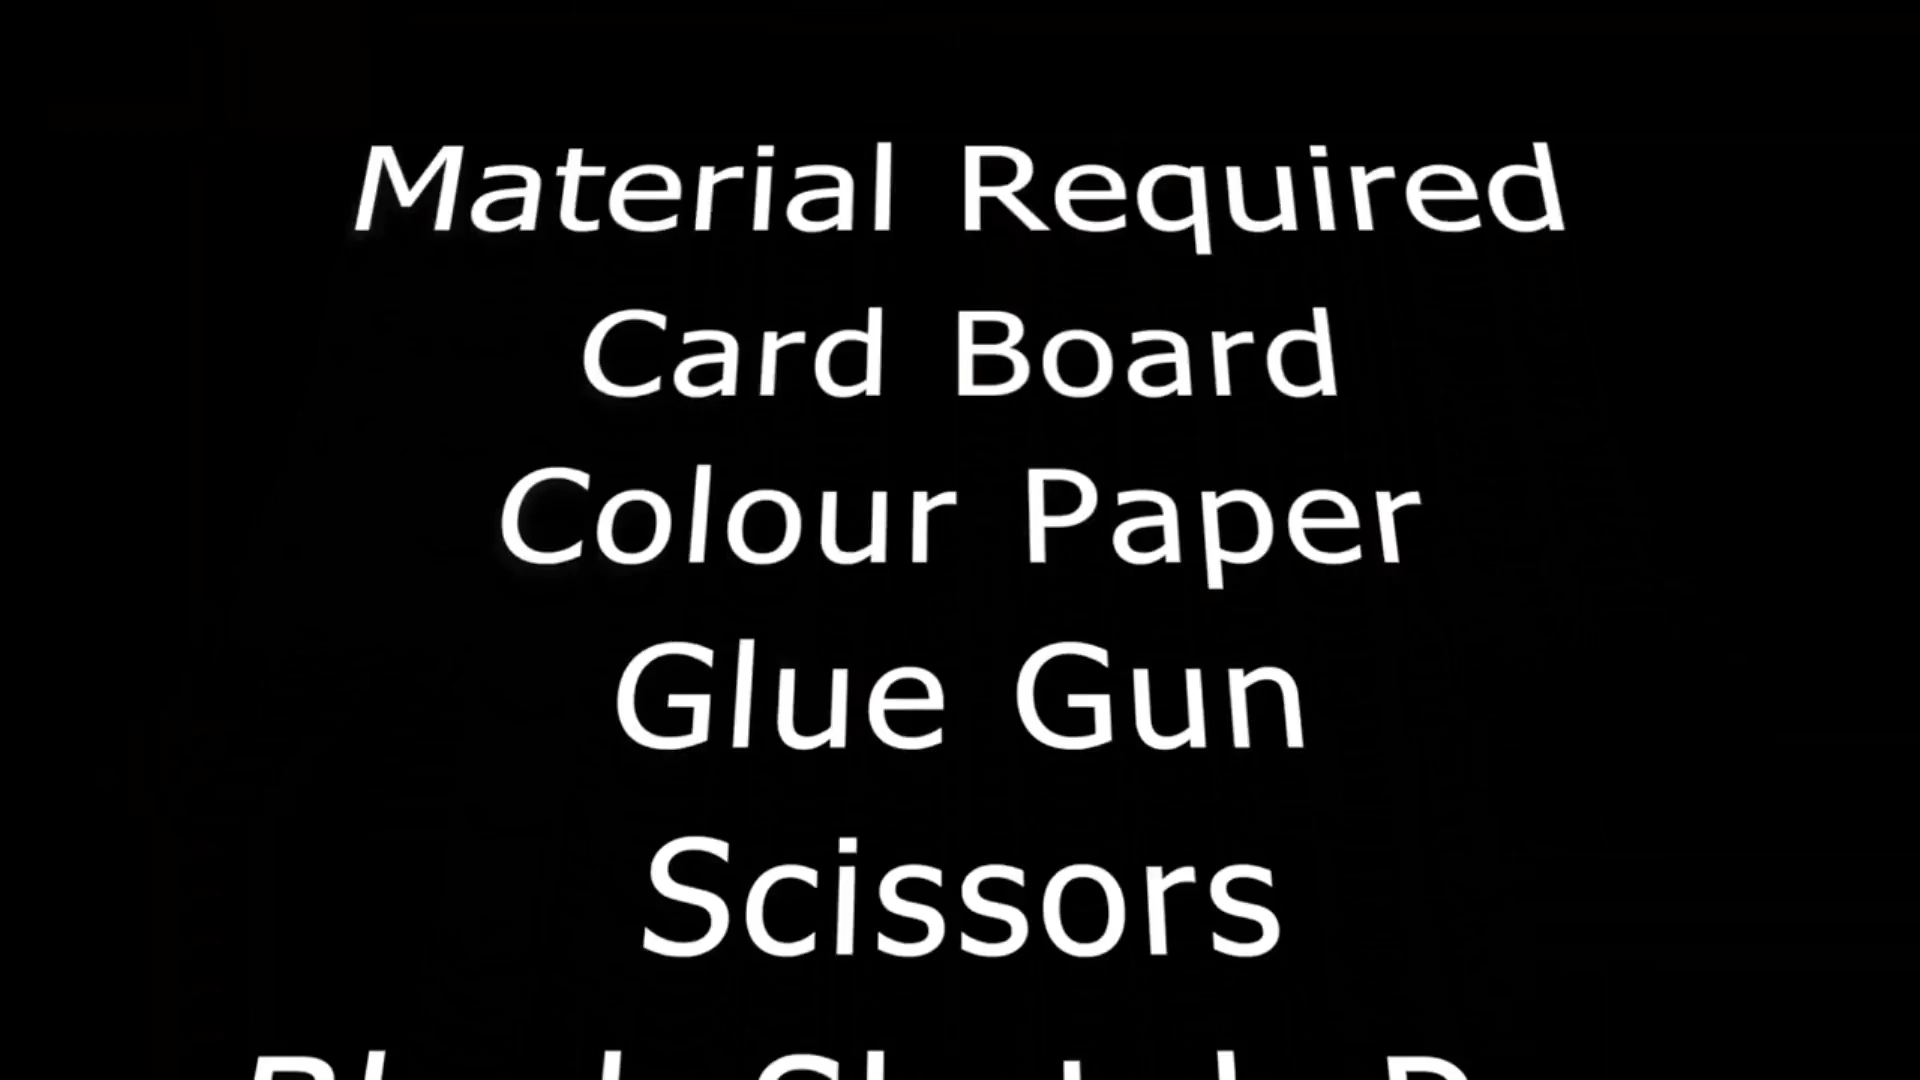 Material Required
Card Board
Colour Paper
Glue Gun
Scissors